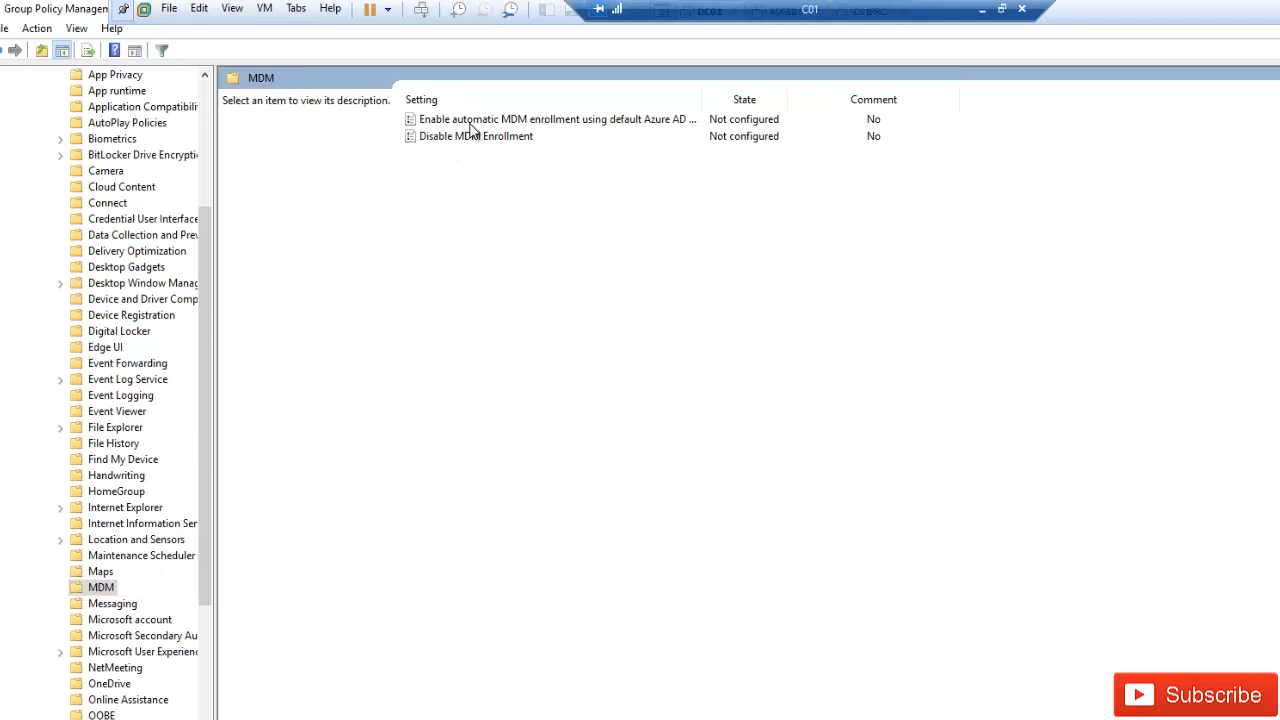 Group Policy Managen
File Edit View VM Tabs Help
C01
le Action View Help
MDM
Select an item to view its description.
Setting State Comment
Enable automatic MDM enrollment using default Azure AD ... Not configured No
Disable MDM Enrollment Not configured No
App Privacy
App runtime
Application Compatibili
AutoPlay Policies
Biometrics
BitLocker Drive Encryptic
Camera
Cloud Content
Connect
Credential User Interface
Data Collection and Prev
Delivery Optimization
Desktop Gadgets
Desktop Window Manag
Device and Driver Comp
Device Registration
Digital Locker
Edge UI
Event Forwarding
Event Log Service
Event Logging
Event Viewer
File Explorer
File History
Find My Device
Handwriting
HomeGroup
Internet Explorer
Internet Information Ser
Location and Sensors
Maintenance Scheduler
Maps
MDM
Messaging
Microsoft account
Microsoft Secondary Au
Microsoft User Experienc
NetMeeting
OneDrive
Online Assistance
OOBE
Subscribe